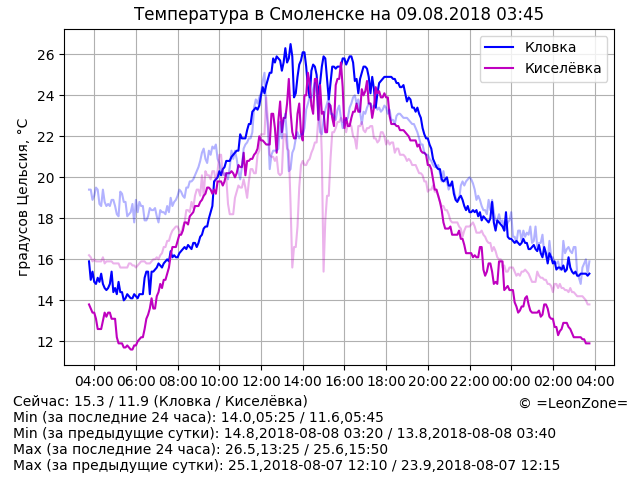 Температура в Смоленске на 09.08.2018 03:45
градусов Цельсия, °C
26
24
22
20
18
16
14
12
Кловка
Киселёвка
04:00 06:00 08:00 10:00 12:00 14:00 16:00 18:00 20:00 22:00 00:00 02:00 04:00
Сейчас: 15.3 / 11.9 (Кловка / Киселёвка)
© =LeonZone=
Min (за последние 24 часа): 14.0,05:25 / 11.6,05:45
Min (за предыдущие сутки): 14.8,2018-08-08 03:20 / 13.8,2018-08-08 03:40
Max (за последние 24 часа): 26.5,13:25 / 25.6,15:50
Max (за предыдущие сутки): 25.1,2018-08-07 12:10 / 23.9,2018-08-07 12:15